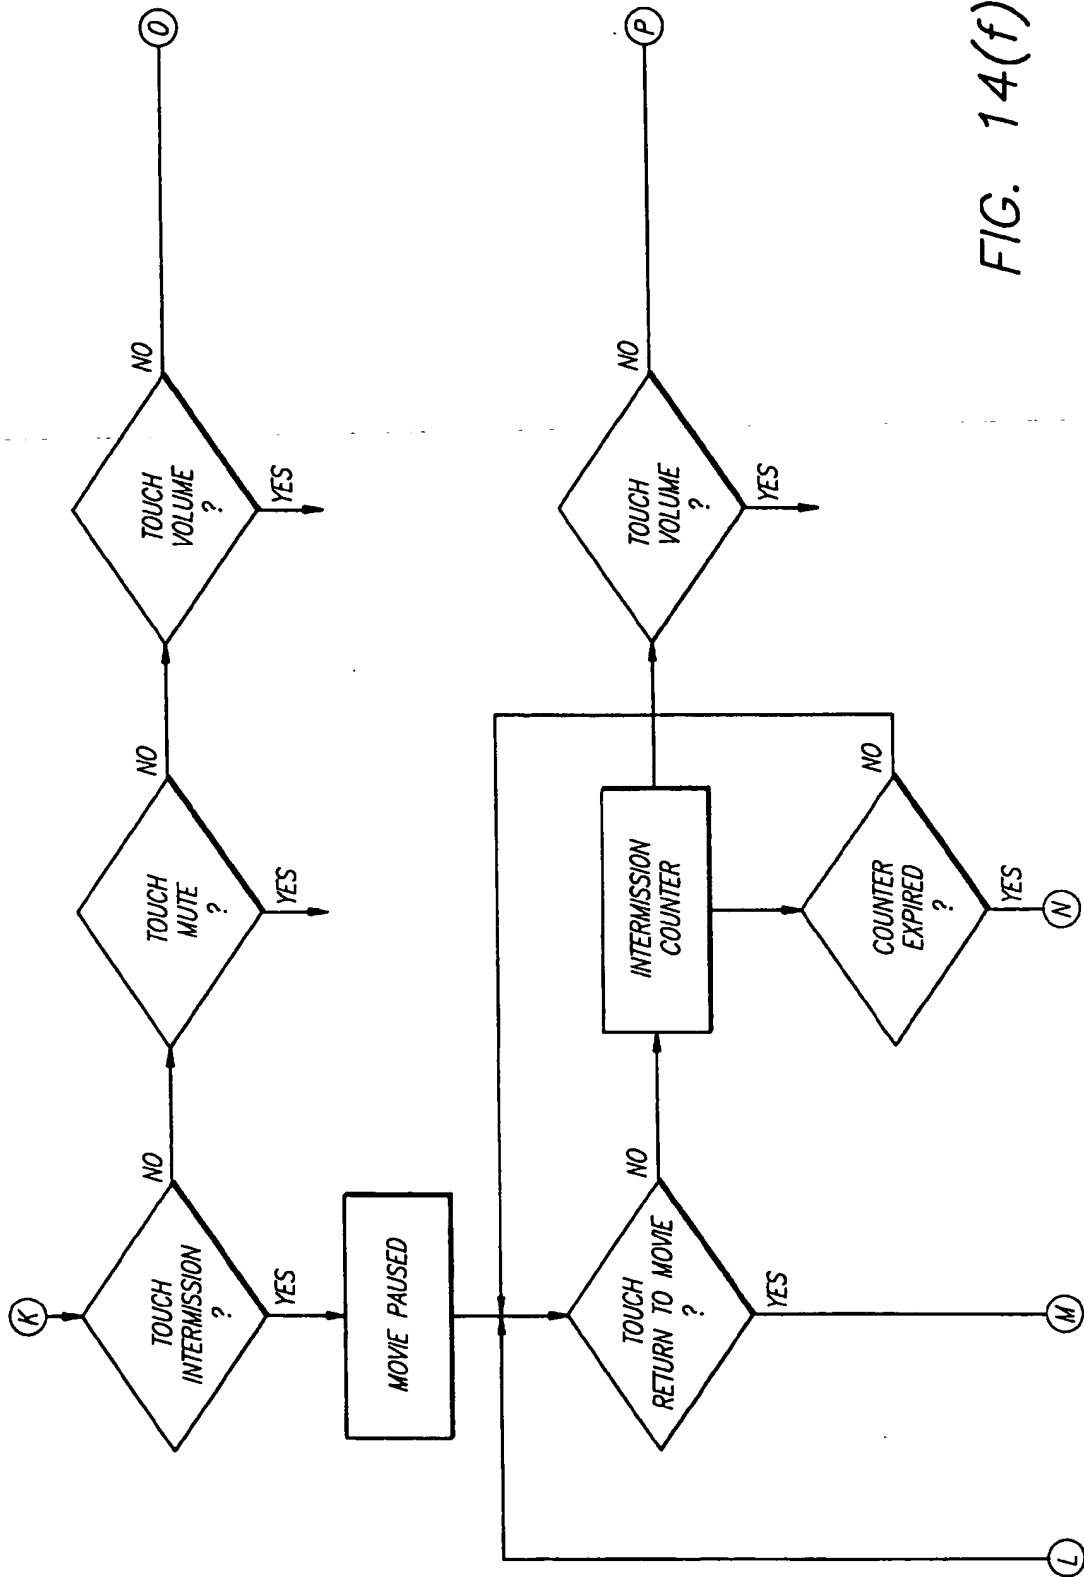 K
TOUCH
INTERMISSION
?
NO
YES
TOUCH
MUTE
?
NO
YES
TOUCH
VOLUME
?
NO
YES
O
MOVIE PAUSED
TOUCH
RETURN TO MOVIE
?
NO
YES
INTERMISSION
COUNTER
TOUCH
VOLUME
?
NO
YES
P
COUNTER
EXPIRED
?
NO
YES
L
M
N
FIG. 14(f)